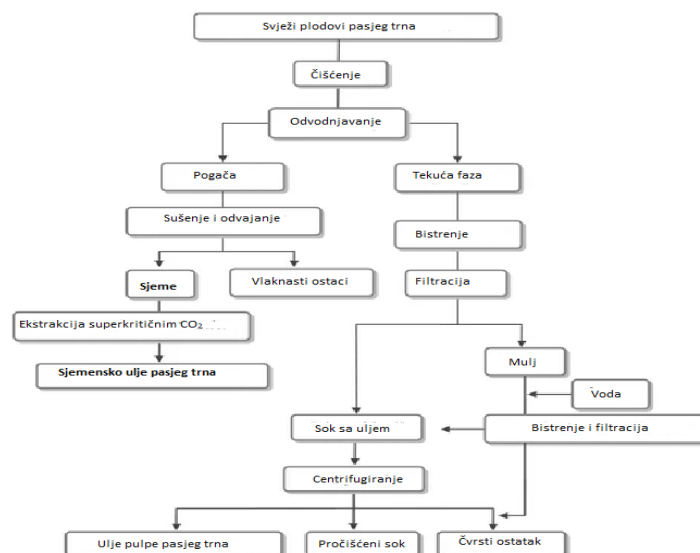 Svježi plodovi pasjeg trna
Čišćenje
Odvodnjavanje
Pogača
Tekuća faza
Sušenje i odvajanje
Bistrenje
Sjeme
Vlaknasti ostaci
Filtracija
Ekstrakcija superkritičnim CO₂
Mulj
Sjemensko ulje pasjeg trna
Voda
Sok sa uljem
Bistrenje i filtracija
Centrifugiranje
Ulje pulpe pasjeg trna
Pročišćeni sok
Čvrsti ostatak